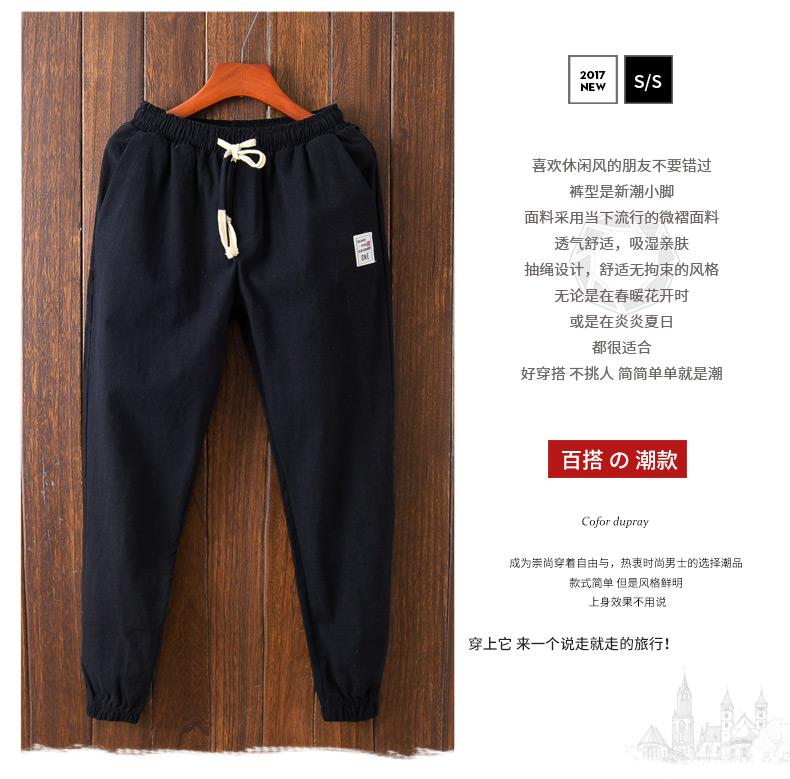 2017
NEW
S/S
喜欢休闲风的朋友不要错过
裤型是新潮小脚
面料采用当下流行的微褶面料
透气舒适，吸湿亲肤
抽绳设计，舒适无拘束的风格
无论是在春暖花开时
或是在炎炎夏日
都很适合
好穿搭 不挑人 简简单单就是潮
百搭 の 潮款
Cofor dupray
成为崇尚穿着自由与，热衷时尚男士的选择潮品
款式简单 但是风格鲜明
上身效果不用说
穿上它 来一个说走就走的旅行！
ONE